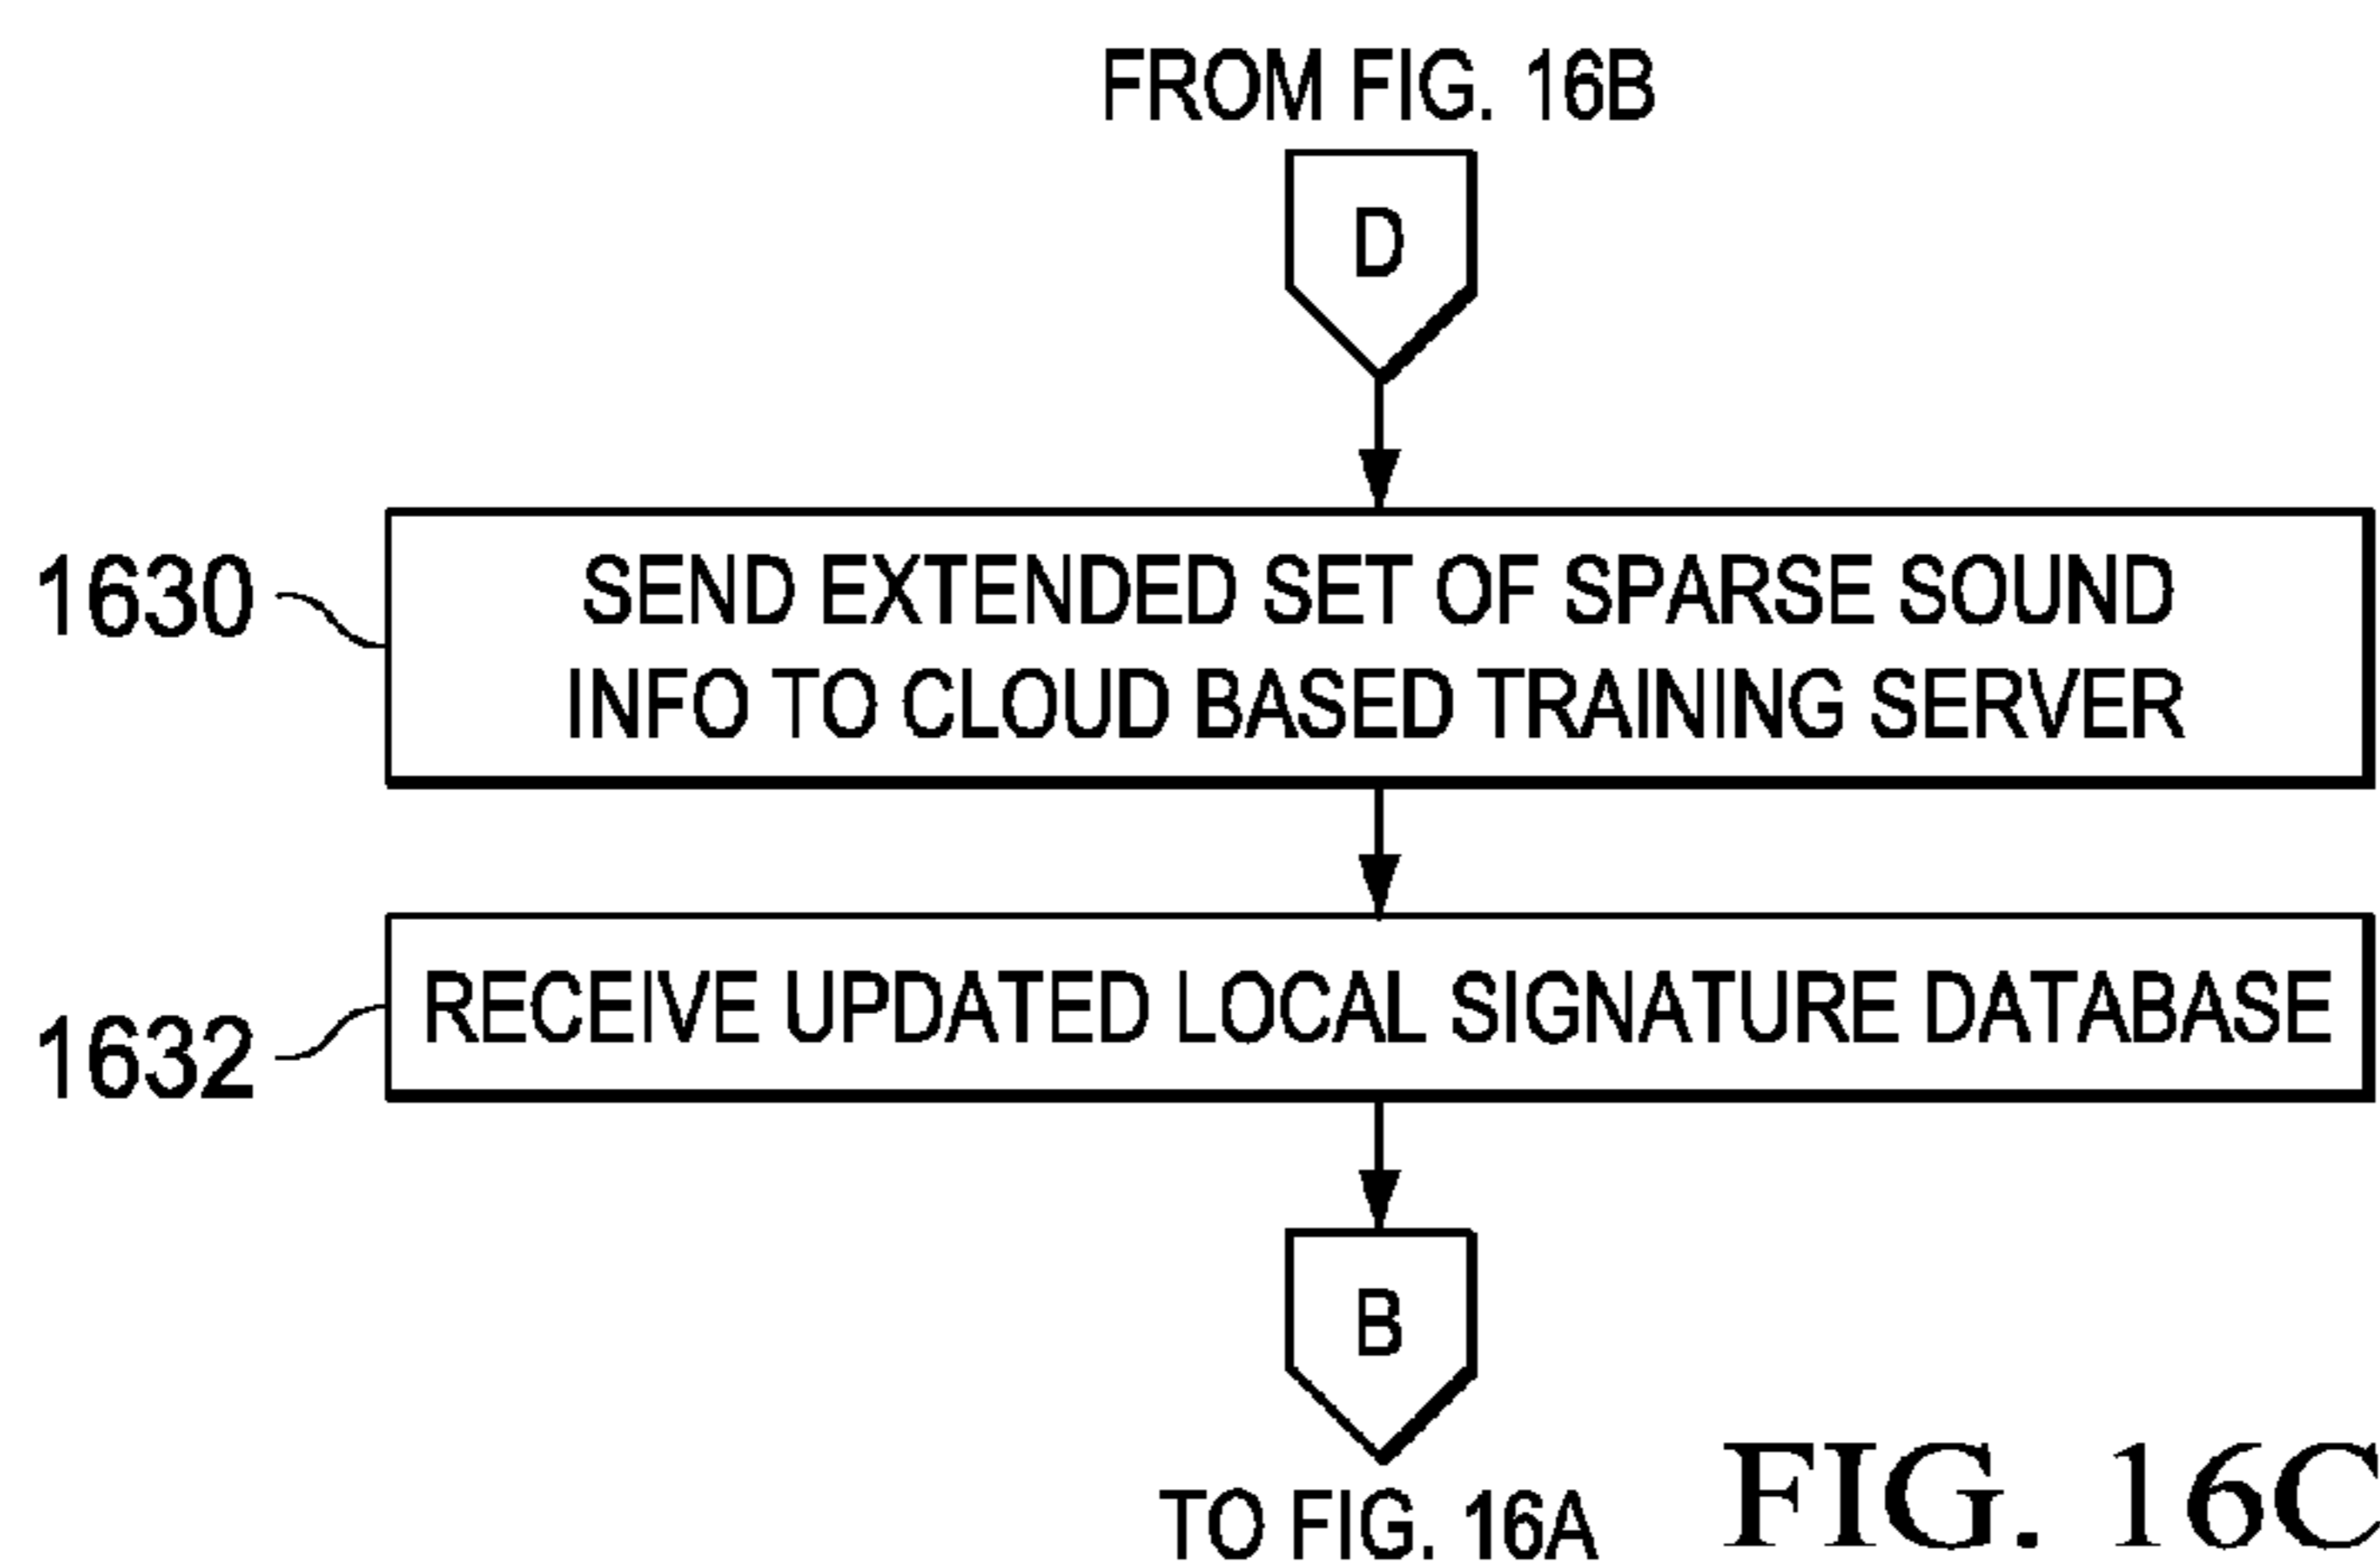 FROM FIG. 16B
D
1630
SEND EXTENDED SET OF SPARSE SOUND
INFO TO CLOUD BASED TRAINING SERVER
1632
RECEIVE UPDATED LOCAL SIGNATURE DATABASE
B
TO FIG. 16A
FIG. 16C